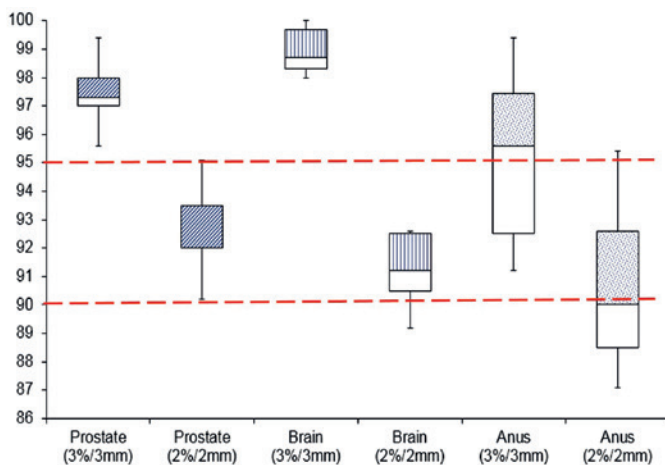 100
99
98
97
96
95
94
93
92
91
90
89
88
87
86
Prostate (3%/3mm)
Prostate (2%/2mm)
Brain (3%/3mm)
Brain (2%/2mm)
Anus (3%/3mm)
Anus (2%/2mm)